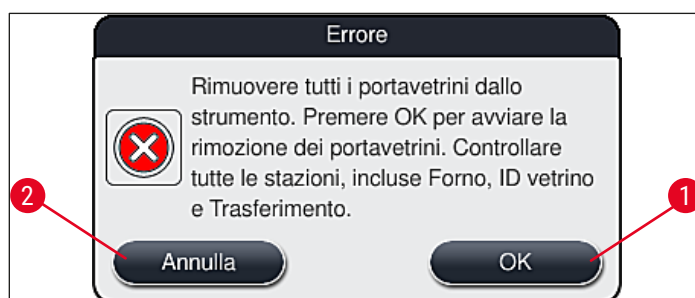 Errore
Rimuovere tutti i portavetrini dallo
strumento. Premere OK per avviare la
rimozione dei portavetrini. Controllare
tutte le stazioni, incluse Forno, ID vetrino
e Trasferimento.
2
1
Annulla
OK